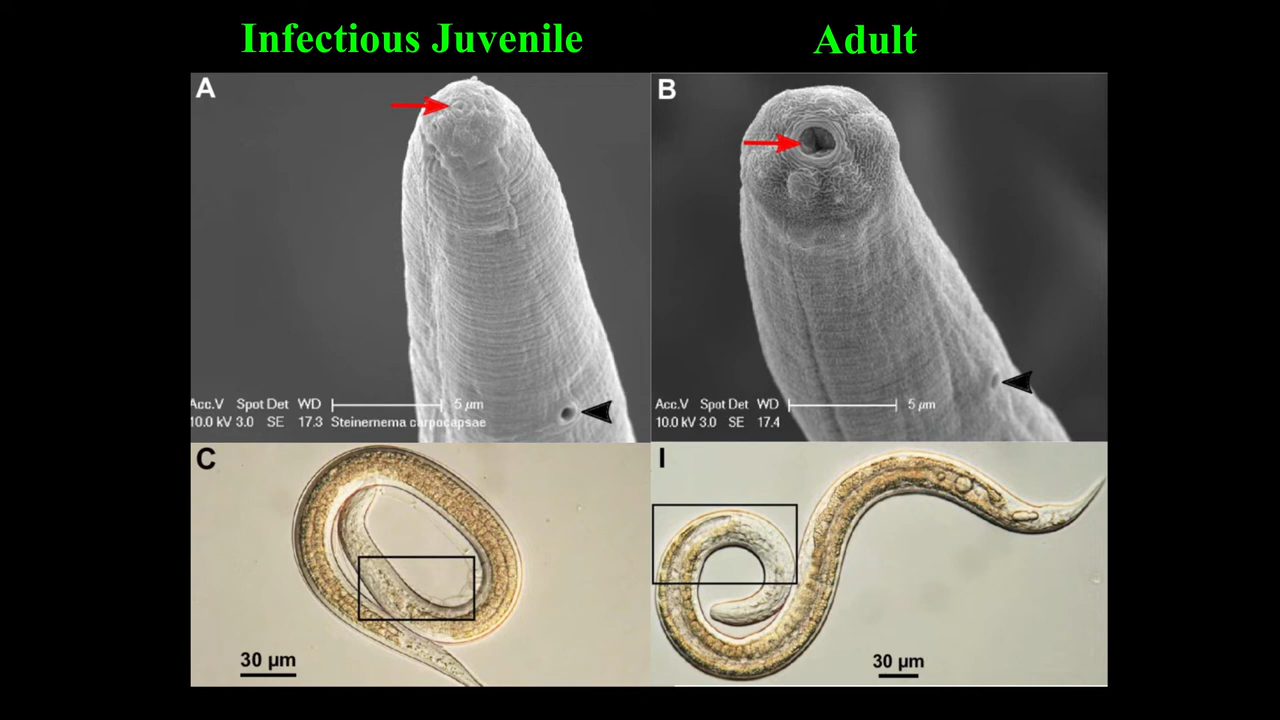 Infectious Juvenile
Adult
A
B
Acc.V Spot Det WD 5 µm
10.0 kV 3.0 SE 17.3 Steinernema carpocapsae
Acc.V Spot Det WD 5 µm
10.0 kV 3.0 SE 17.4
C
I
30 µm
30 µm